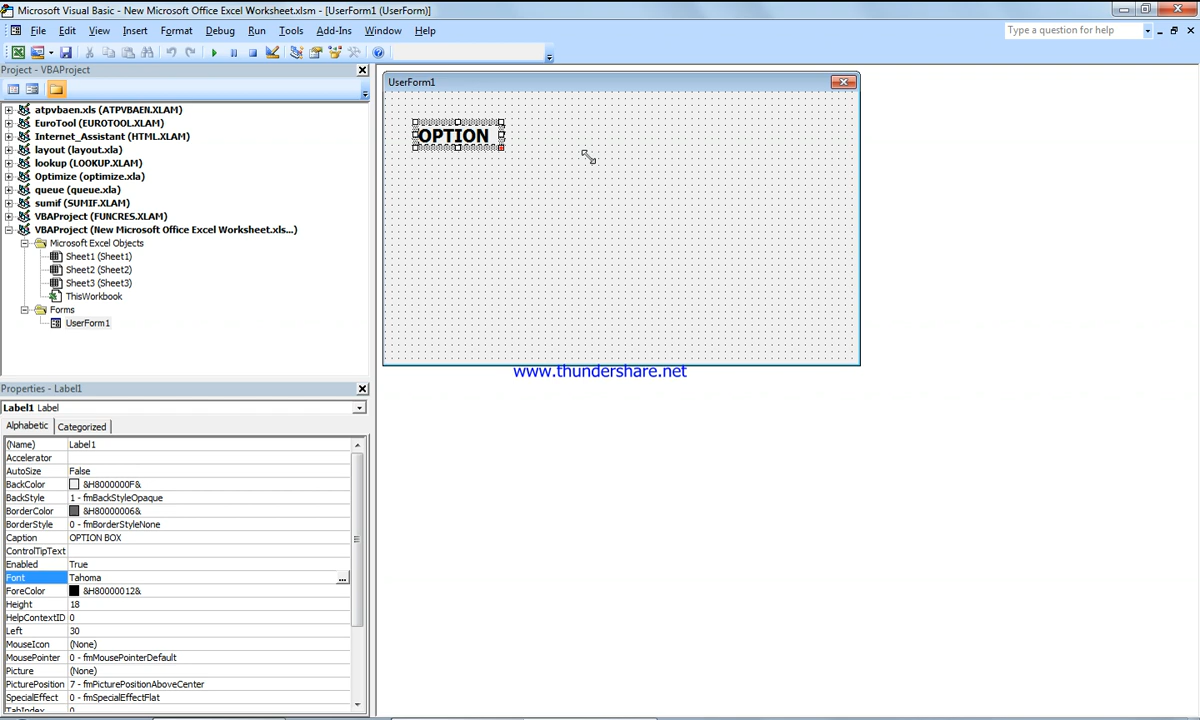 Microsoft Visual Basic - New Microsoft Office Excel Worksheet.xlsm - [UserForm1 (UserForm)]
File Edit View Insert Format Debug Run Tools Add-Ins Window Help
Type a question for help
Project - VBAProject
atpvbaen.xls (ATPVBAEN.XLAM)
EuroTool (EUROTOOL.XLAM)
Internet_Assistant (HTML.XLAM)
layout (layout.xla)
lookup (LOOKUP.XLAM)
Optimize (optimize.xla)
queue (queue.xla)
sumif (SUMIF.XLAM)
VBAProject (FUNCRES.XLAM)
VBAProject (New Microsoft Office Excel Worksheet.xls...)
Microsoft Excel Objects
Sheet1 (Sheet1)
Sheet2 (Sheet2)
Sheet3 (Sheet3)
ThisWorkbook
Forms
UserForm1
Properties - Label1
Label1 Label
Alphabetic Categorized
(Name) Label1
Accelerator
AutoSize False
BackColor &H8000000F&
BackStyle 1 - fmBackStyleOpaque
BorderColor &H80000006&
BorderStyle 0 - fmBorderStyleNone
Caption OPTION BOX
ControlTipText
Enabled True
Font Tahoma ...
ForeColor &H80000012&
Height 18
HelpContextID 0
Left 30
MouseIcon (None)
MousePointer 0 - fmMousePointerDefault
Picture (None)
PicturePosition 7 - fmPicturePositionAboveCenter
SpecialEffect 0 - fmSpecialEffectFlat
TabIndex 0
UserForm1
OPTION
www.thundershare.net